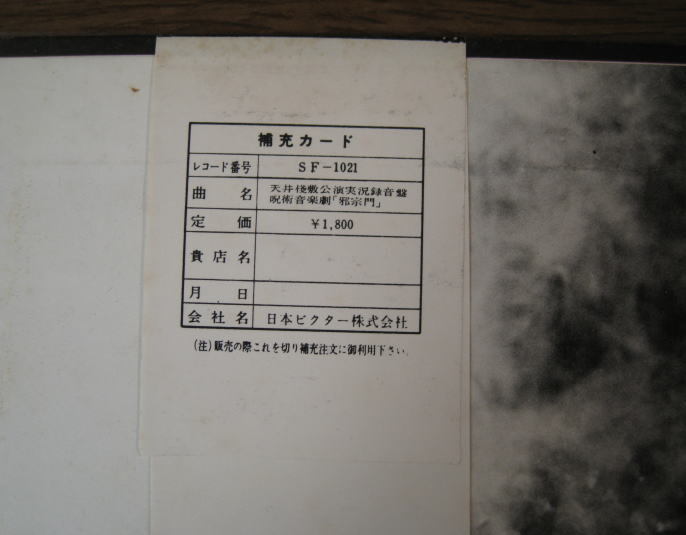 補充カード
レコード番号 SF-1021
曲名 天井桟敷公演実況録音盤
呪術音楽劇「邪宗門」
定価 ¥1,800
貴店名
月日
会社名 日本ビクター株式会社
(注)販売の際これを切り補充注文に御利用下さい。